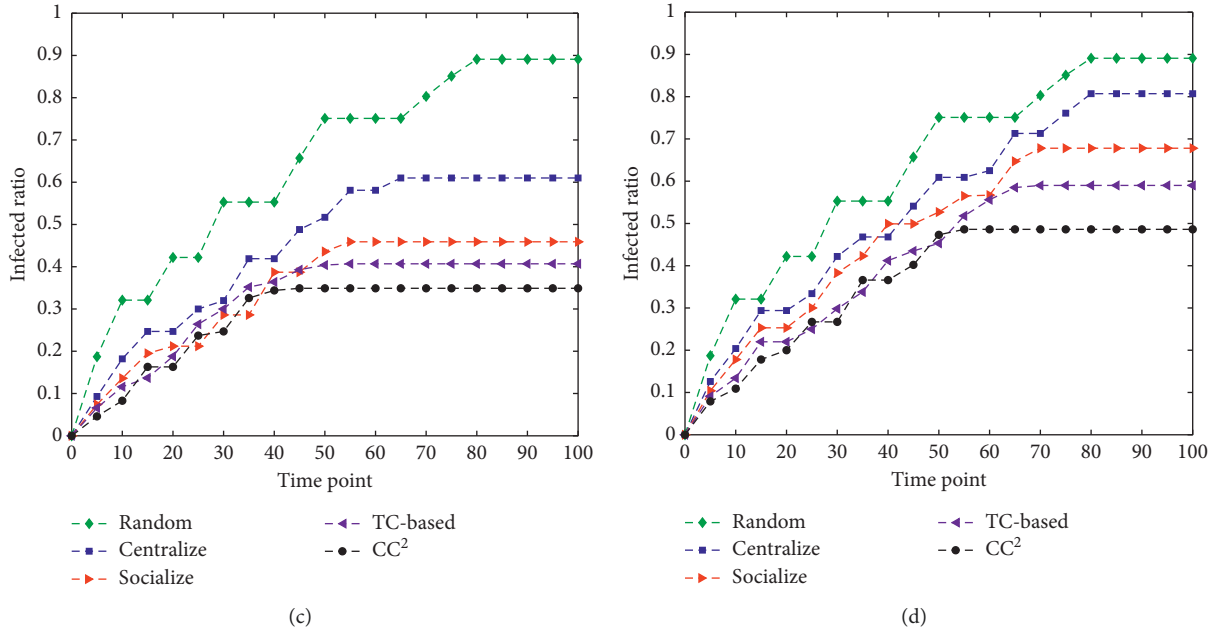 1
0.9
0.8
0.7
0.6
0.5
0.4
0.3
0.2
0.1
0
Infected ratio
0 10 20 30 40 50 60 70 80 90 100
Time point
Random
Centralize
Socialize
TC-based
CC²
(c)
1
0.9
0.8
0.7
0.6
0.5
0.4
0.3
0.2
0.1
0
Infected ratio
0 10 20 30 40 50 60 70 80 90 100
Time point
Random
Centralize
Socialize
TC-based
CC²
(d)